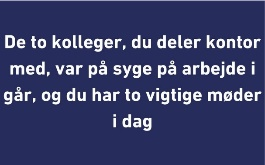 De to kolleger, du deler kontor
med, var på syge på arbejde i
går, og du har to vigtige møder
i dag